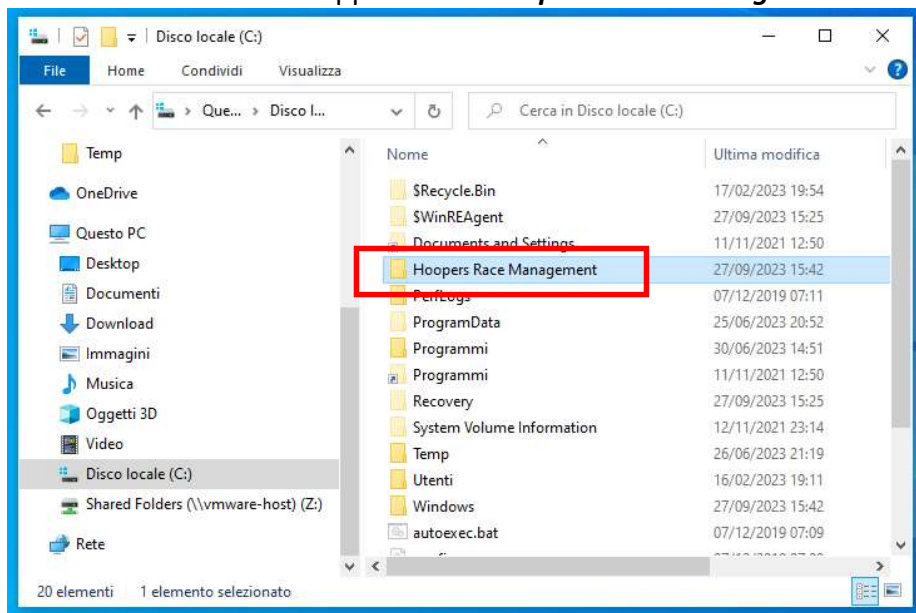 Disco locale (C:)
File Home Condividi Visualizza
Que... Disco l... Cerca in Disco locale (C:)
Nome Ultima modifica
Temp
OneDrive
Questo PC
Desktop
Documenti
Download
Immagini
Musica
Oggetti 3D
Video
Disco locale (C:)
Shared Folders (\\vmware-host) (Z:)
Rete
$Recycle.Bin 17/02/2023 19:54
$WinREAgent 27/09/2023 15:25
Documents and Settings 11/11/2021 12:50
Hoopers Race Management 27/09/2023 15:42
PerfLogs 07/12/2019 07:11
ProgramData 25/06/2023 20:52
Programmi 30/06/2023 14:51
Programmi 11/11/2021 12:50
Recovery 27/09/2023 15:25
System Volume Information 12/11/2021 23:14
Temp 26/06/2023 21:19
Utenti 16/02/2023 19:11
Windows 27/09/2023 15:42
autoexec.bat 07/12/2019 07:09
20 elementi 1 elemento selezionato